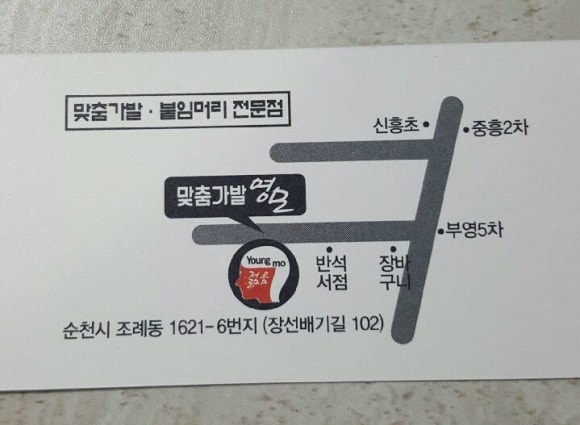 맞춤가발 · 붙임머리 전문점
신흥초
중흥2차
맞춤가발 영모
부영5차
Young mo
젊음
반석
서점
장바
구니
순천시 조례동 1621-6번지 (장선배기길 102)